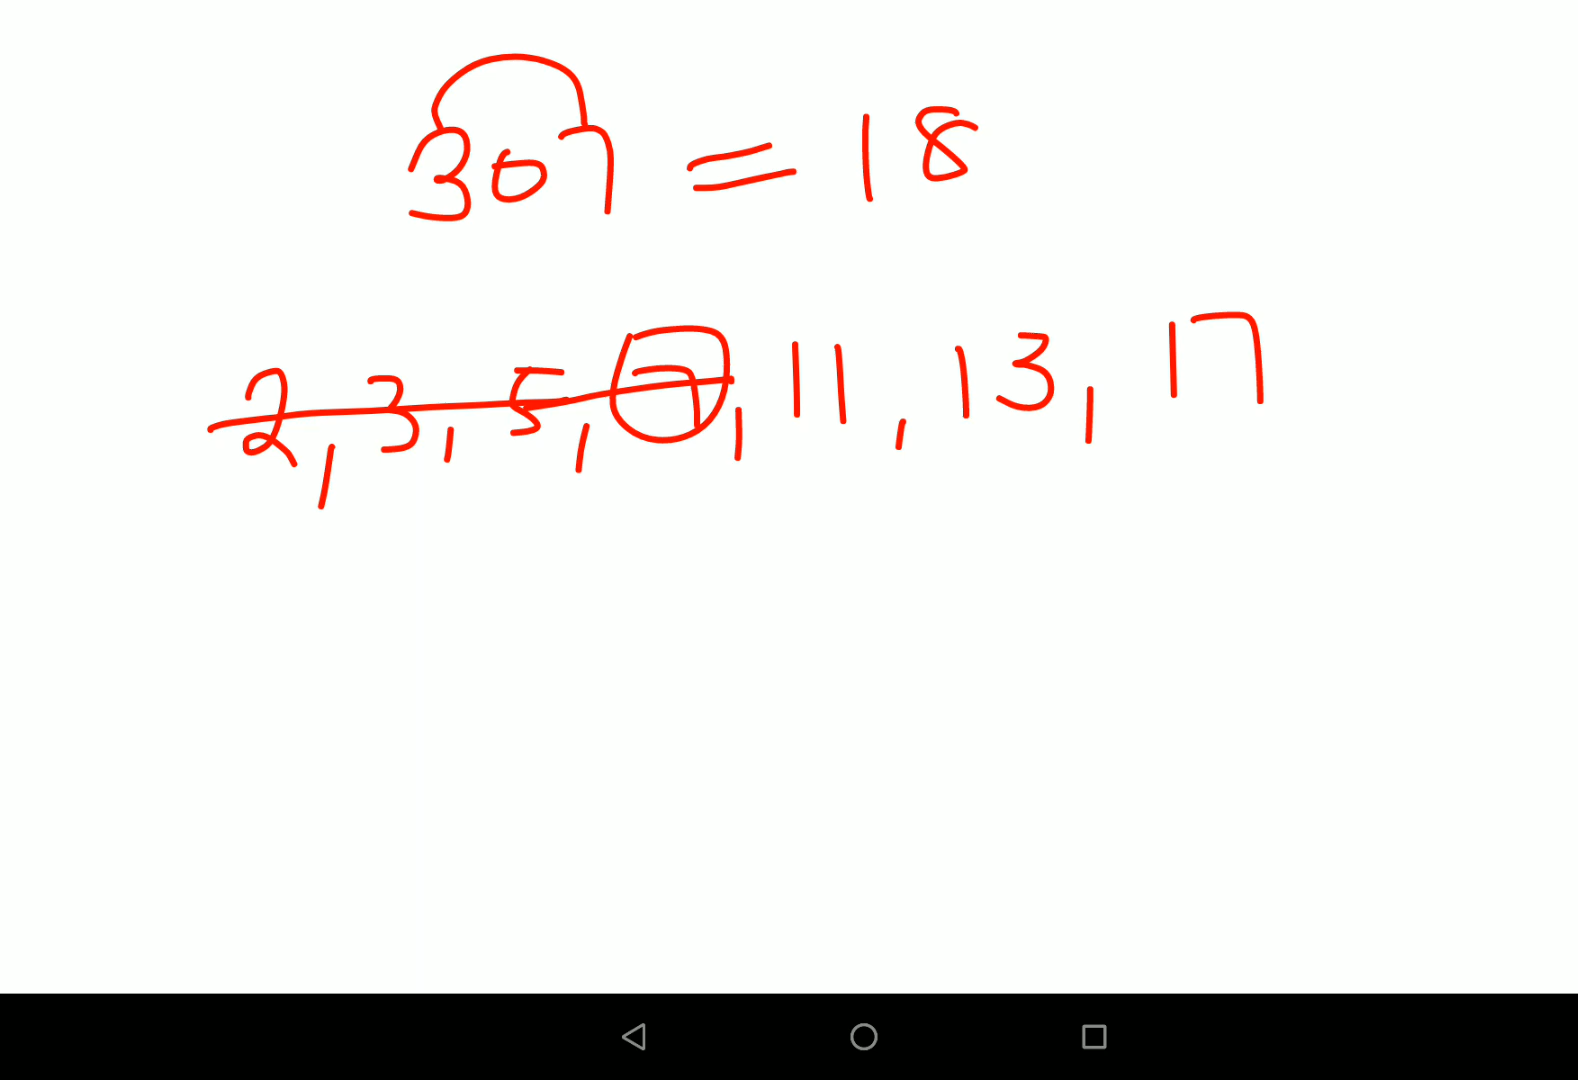 307 = 18
2, 3, 5, 7, 11, 13, 17